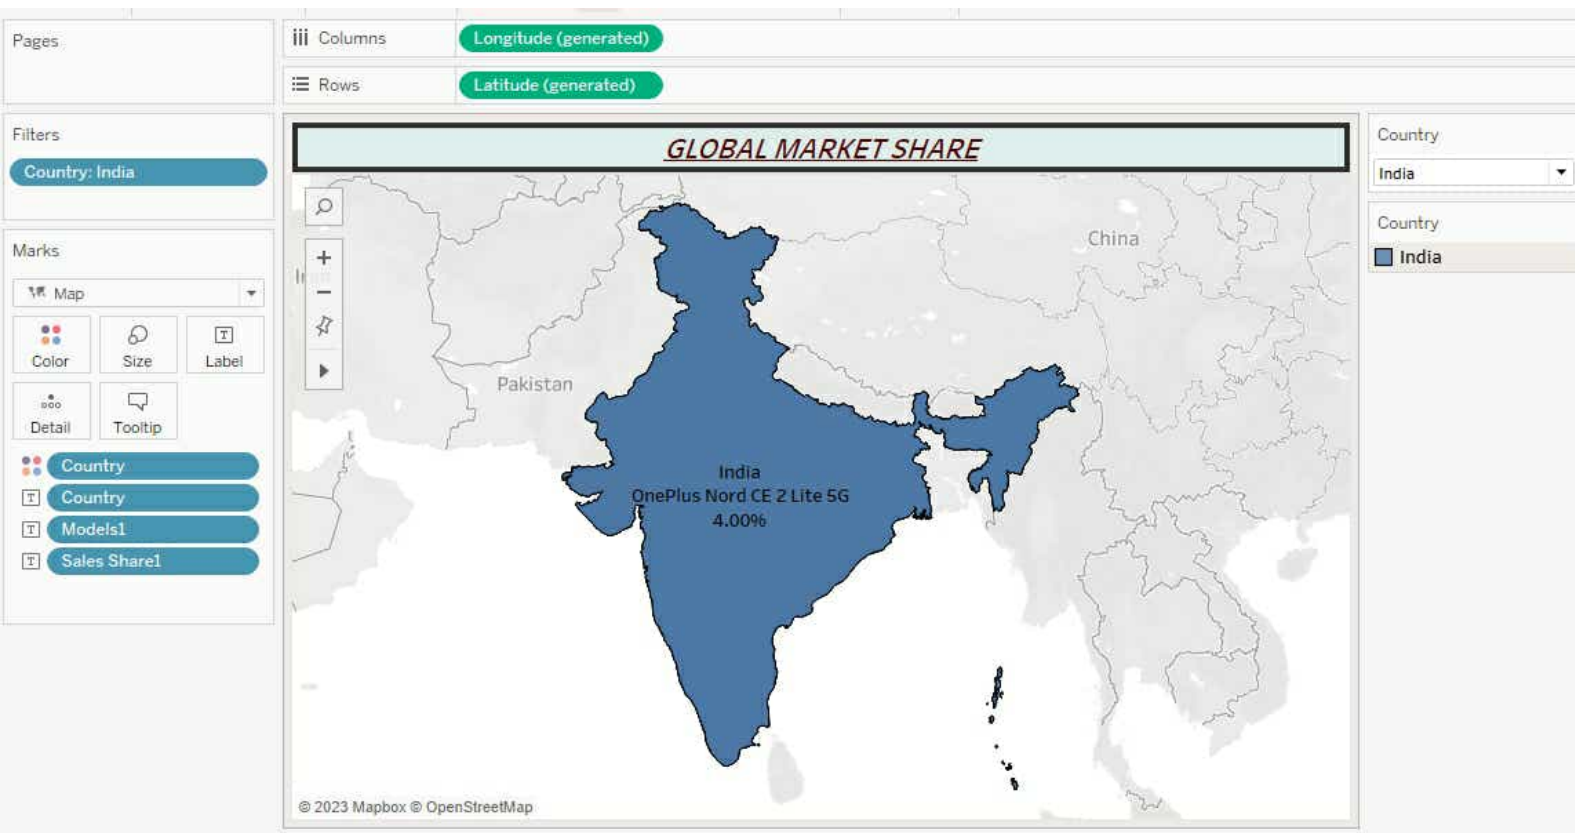 Pages
iii Columns
Longitude (generated)
Rows
Latitude (generated)
Filters
Country: India
Marks
Map
Color
Size
T
Label
Detail
Tooltip
Country
T Country
T Models1
T Sales Share1
GLOBAL MARKET SHARE
China
Pakistan
India
OnePlus Nord CE 2 Lite 5G
4.00%
© 2023 Mapbox © OpenStreetMap
Country
India
Country
India